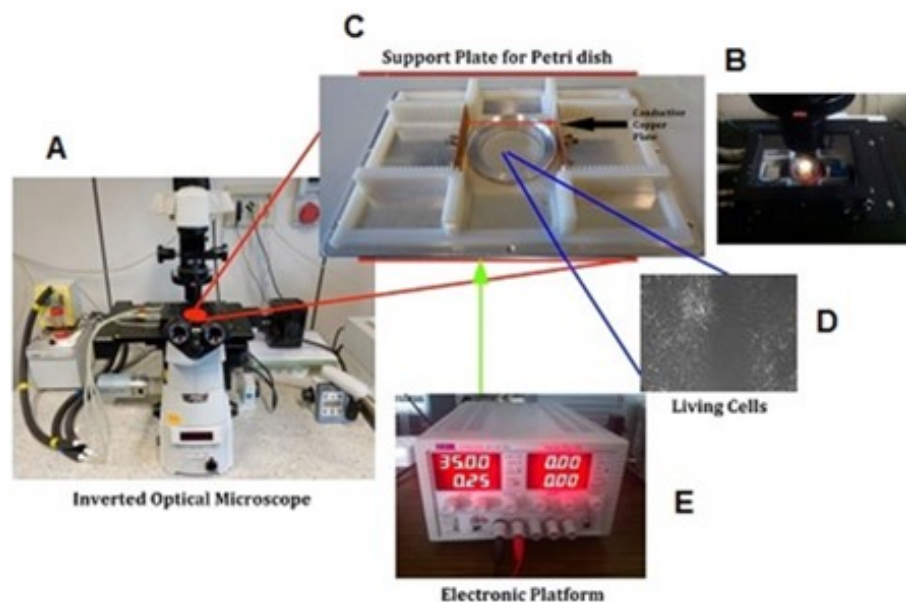 C
Support Plate for Petri dish
B
Conductive
Copper
Plate
A
D
Living Cells
Inverted Optical Microscope
35.00
0.00
0.25
0.00
E
Electronic Platform